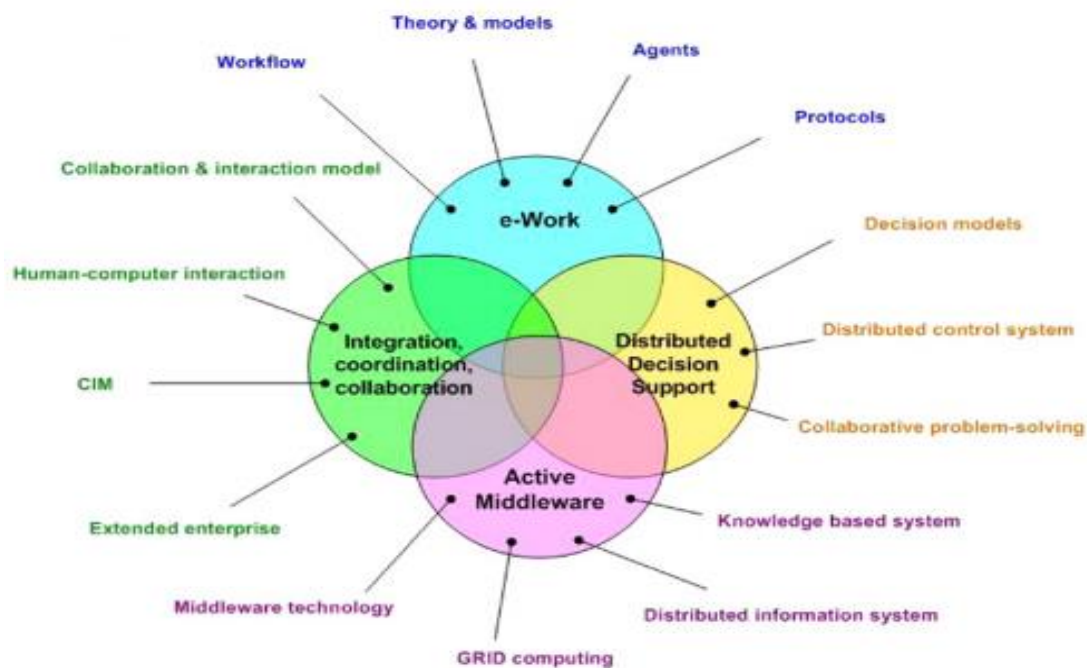 Theory & models
Agents
Workflow
Protocols
Collaboration & interaction model
e-Work
Decision models
Human-computer interaction
Distributed control system
Integration,
coordination,
collaboration
Distributed
Decision
Support
CIM
Collaborative problem-solving
Active
Middleware
Extended enterprise
Knowledge based system
Middleware technology
Distributed information system
GRID computing